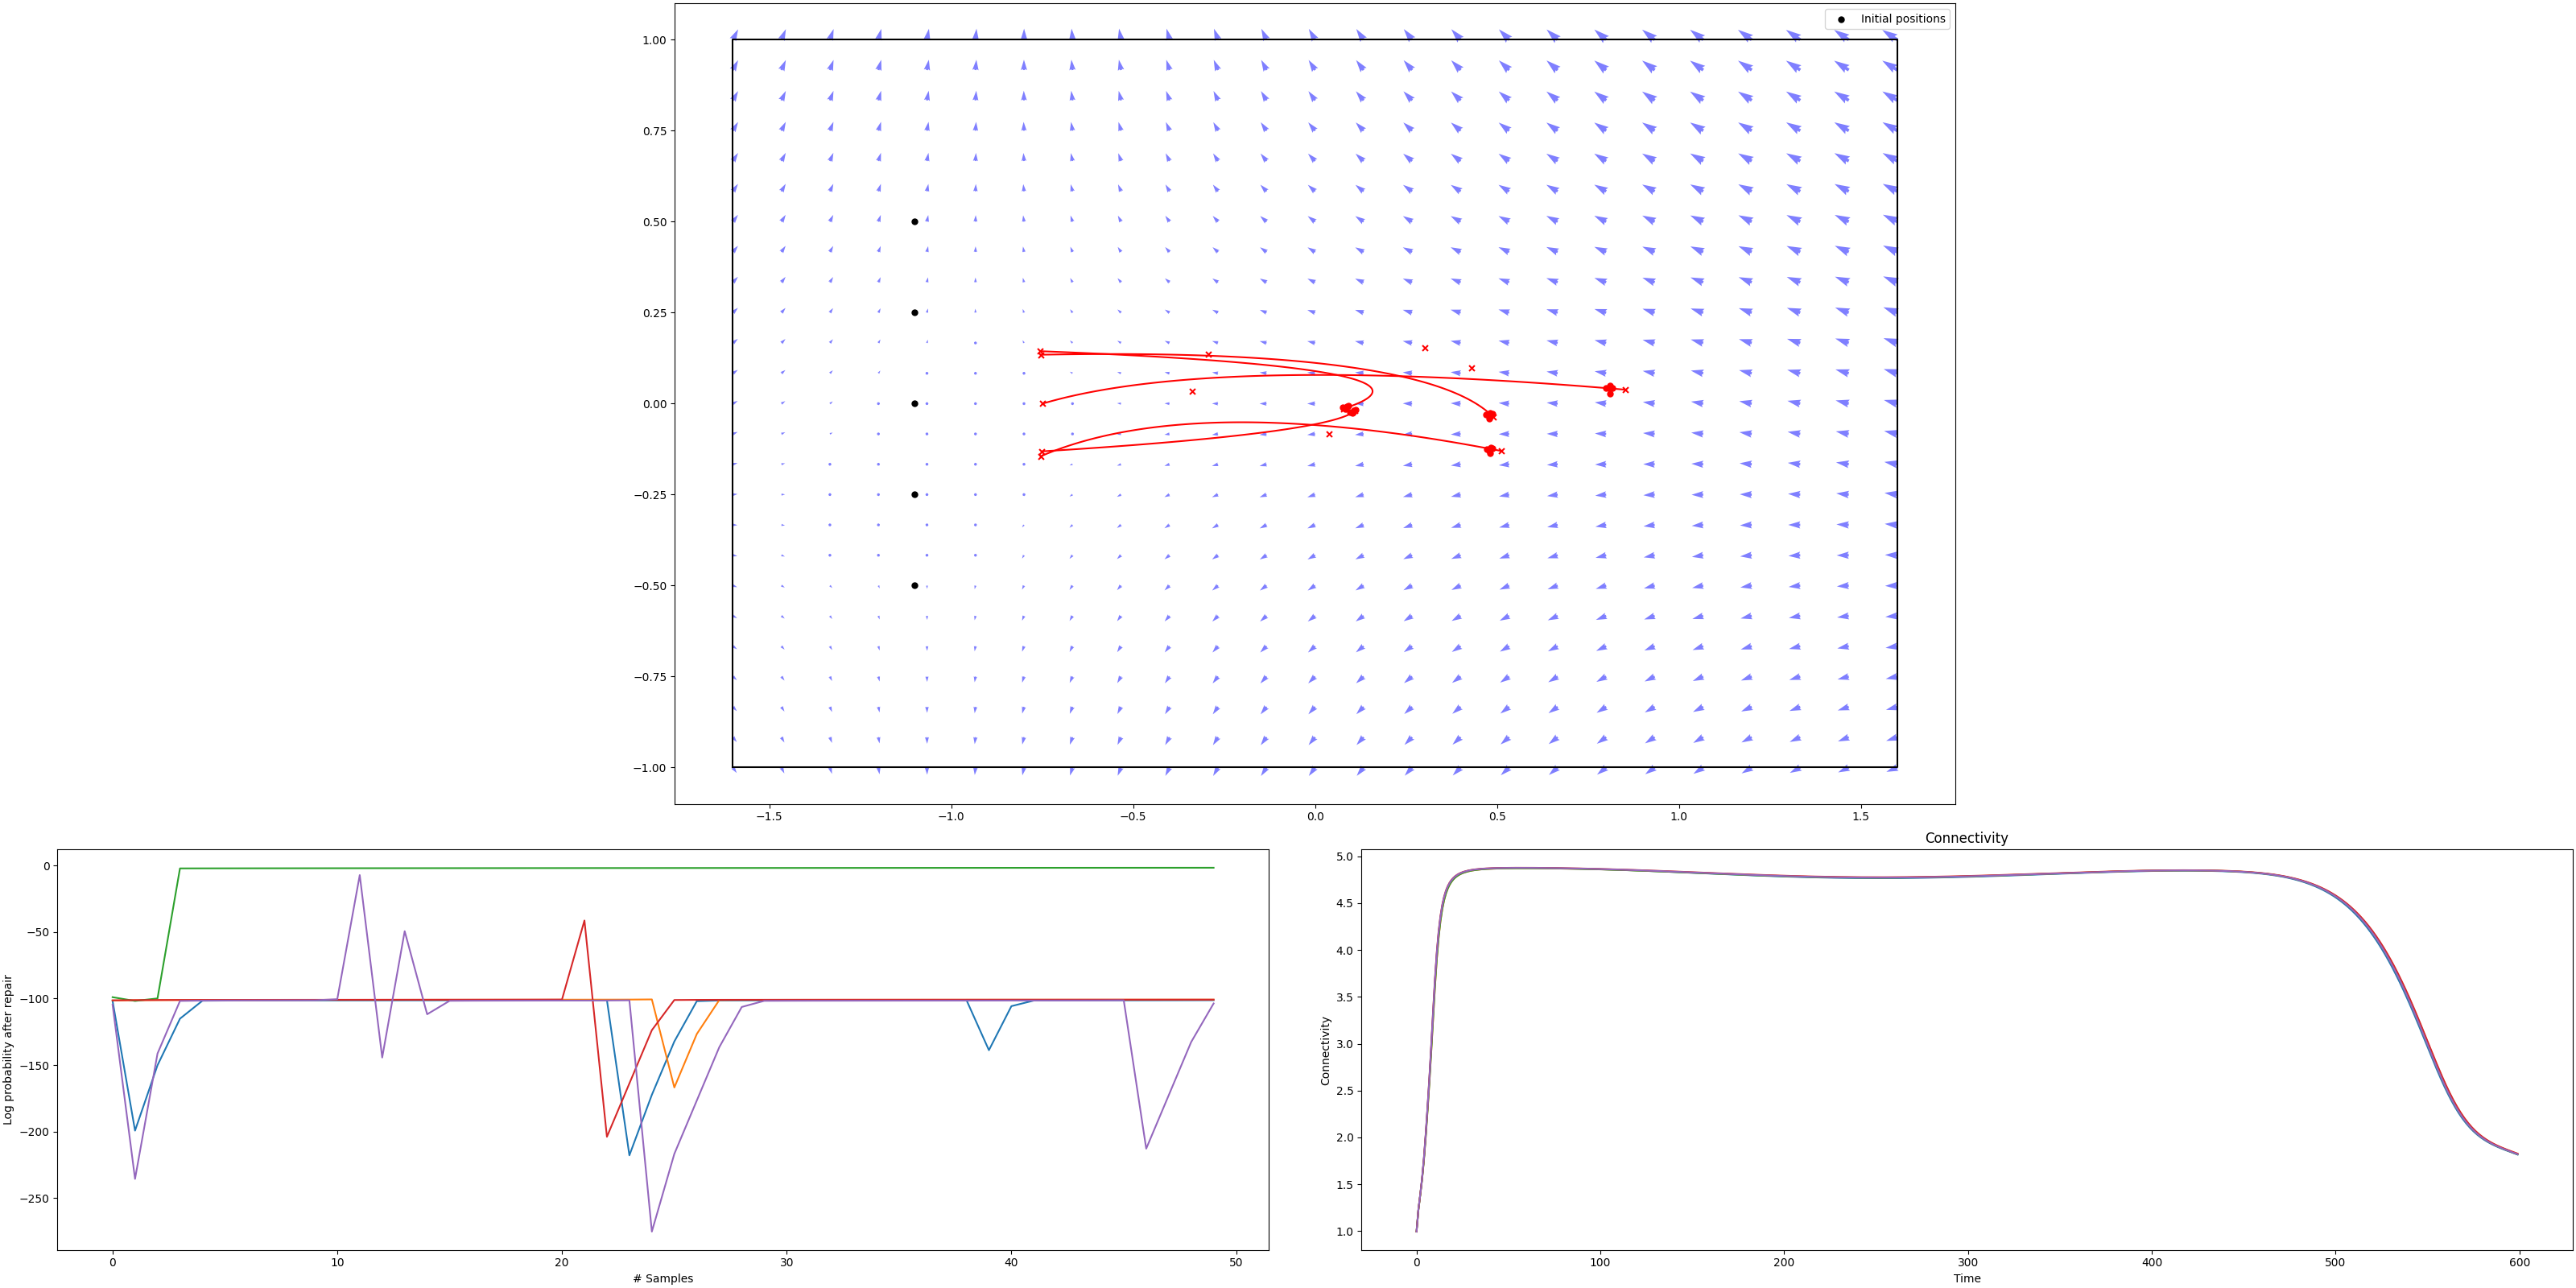 Initial positions
1.00
0.75
0.50
0.25
0.00
−0.25
−0.50
−0.75
−1.00
−1.5 −1.0 −0.5 0.0 0.5 1.0 1.5
Log probability after repair
0
−50
−100
−150
−200
−250
0 10 20 30 40 50
# Samples
Connectivity
Connectivity
5.0
4.5
4.0
3.5
3.0
2.5
2.0
1.5
1.0
0 100 200 300 400 500 600
Time